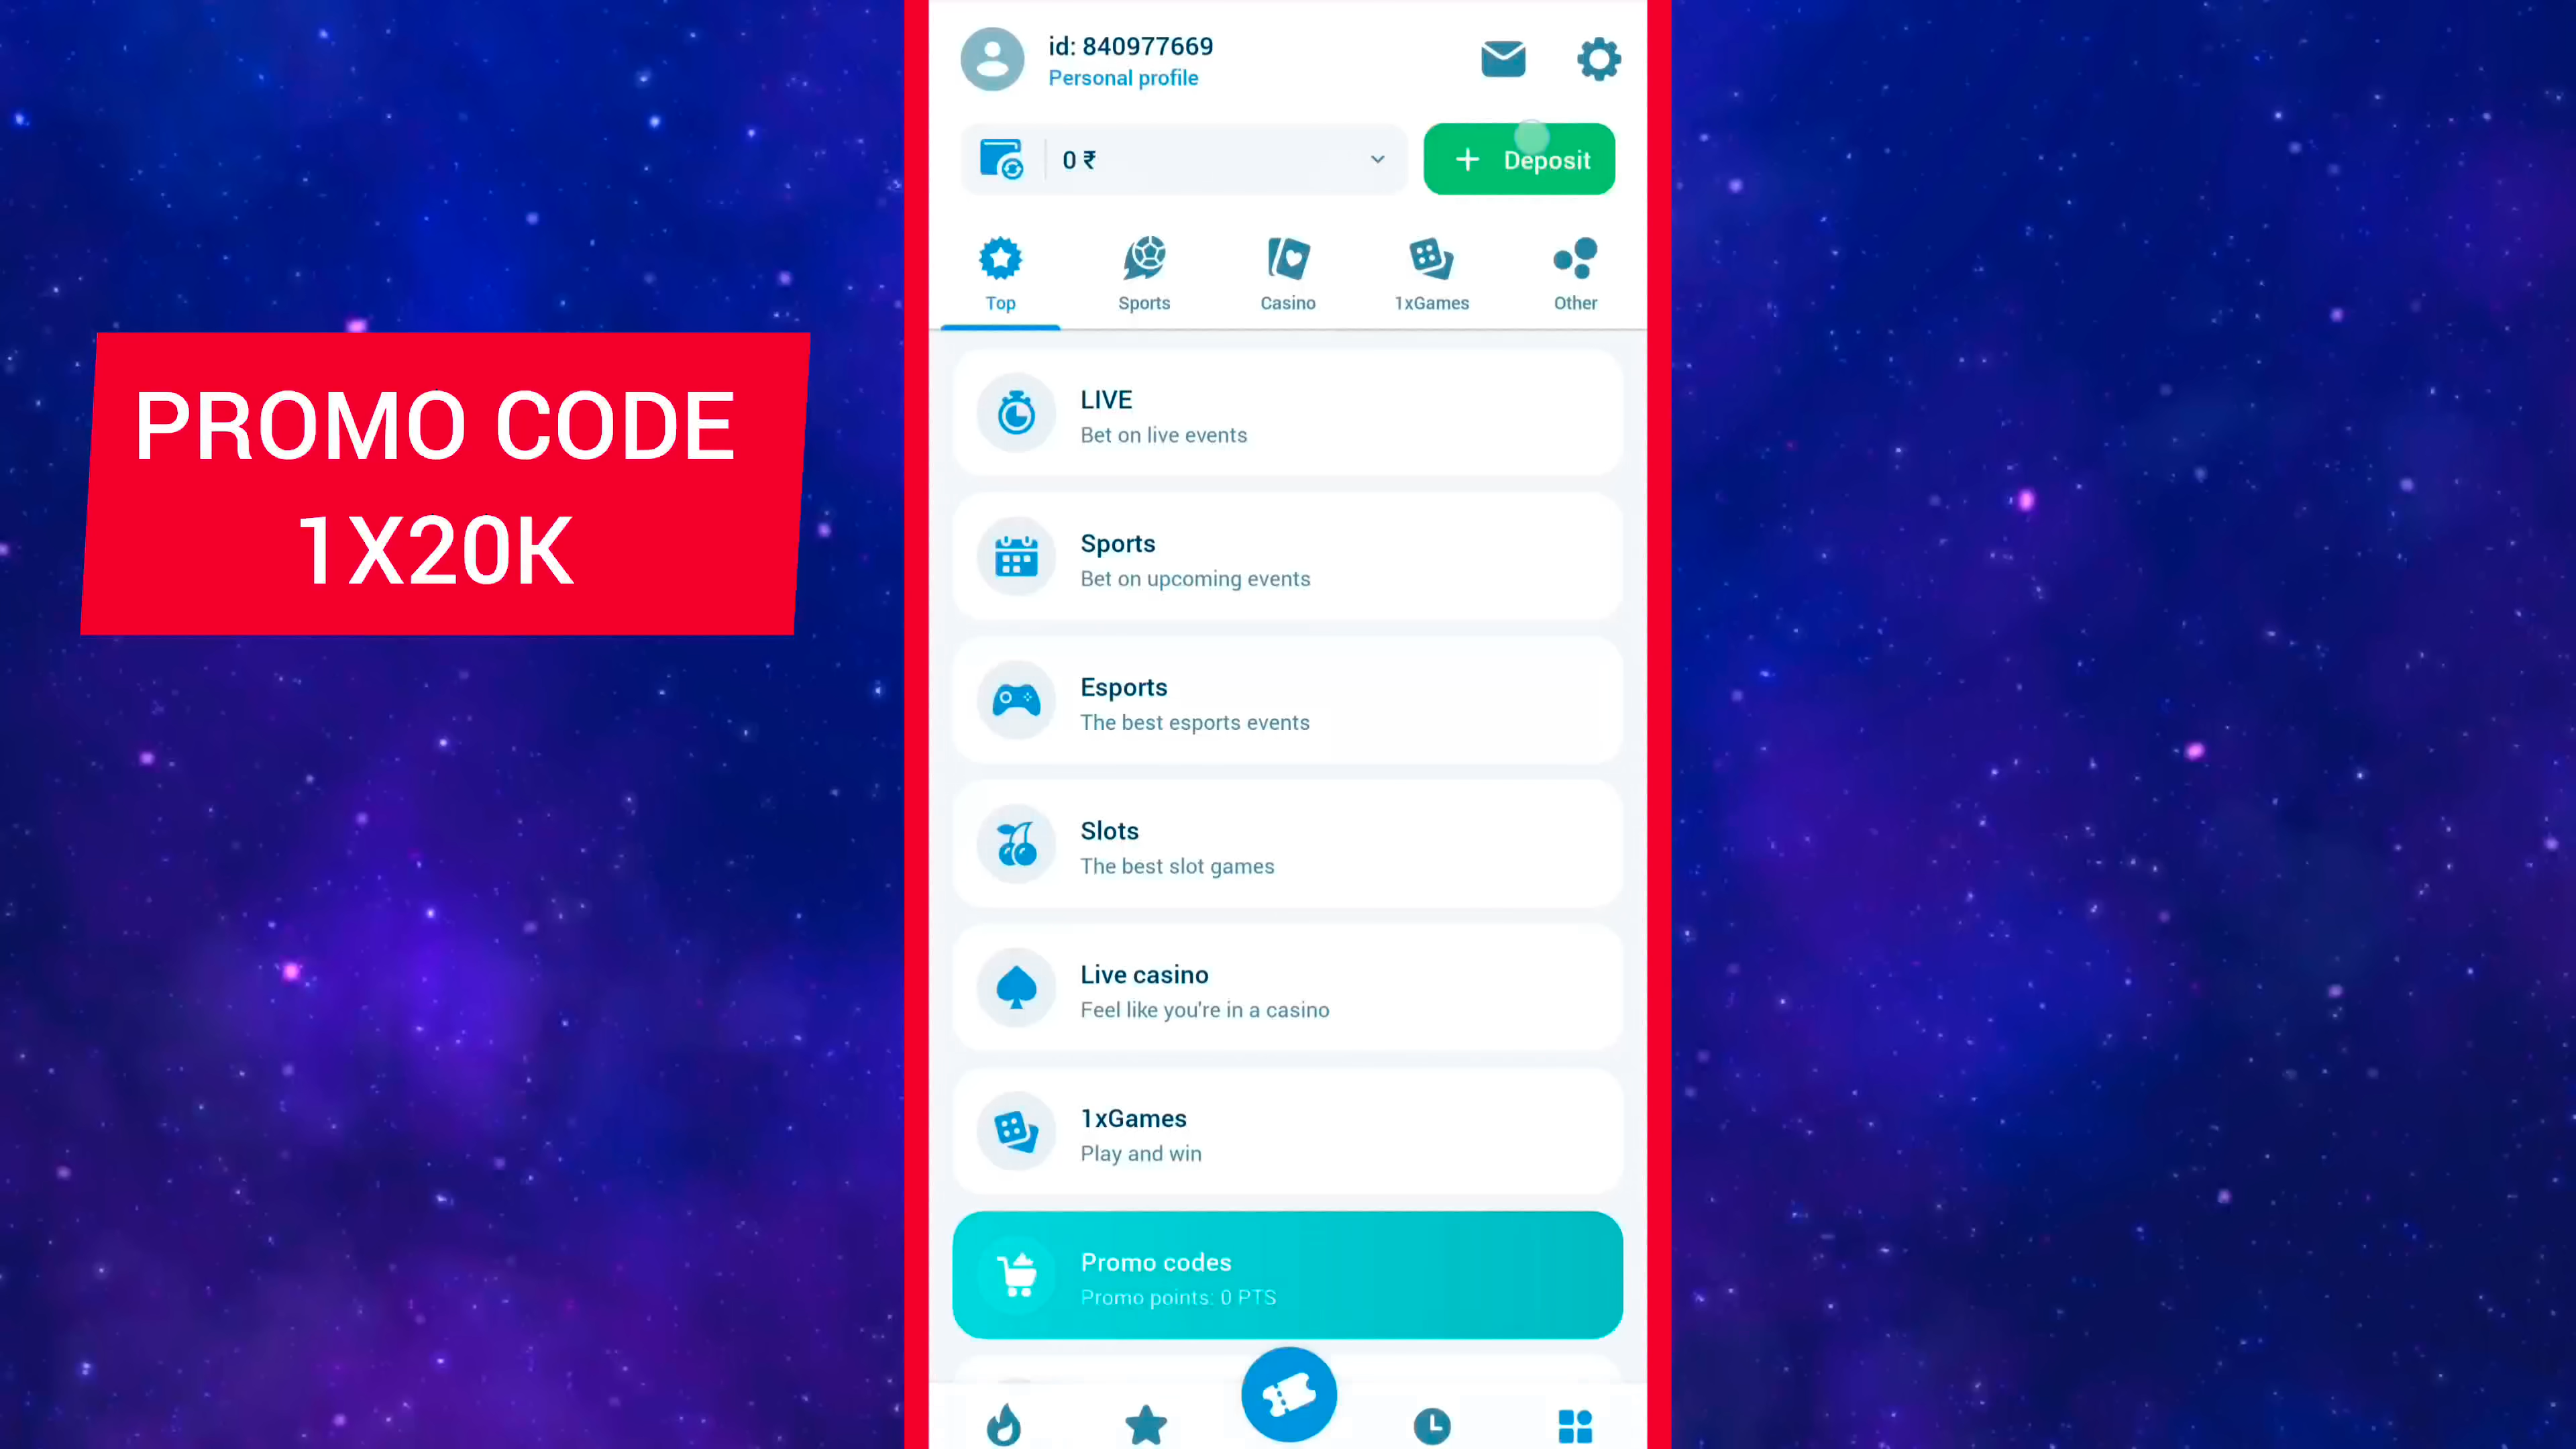 PROMO CODE
1X20K
id: 840977669
Personal profile
0 ₹
+ Deposit
Top
Sports
Casino
1xGames
Other
LIVE
Bet on live events
Sports
Bet on upcoming events
Esports
The best esports events
Slots
The best slot games
Live casino
Feel like you're in a casino
1xGames
Play and win
Promo codes
Promo points: 0 PTS